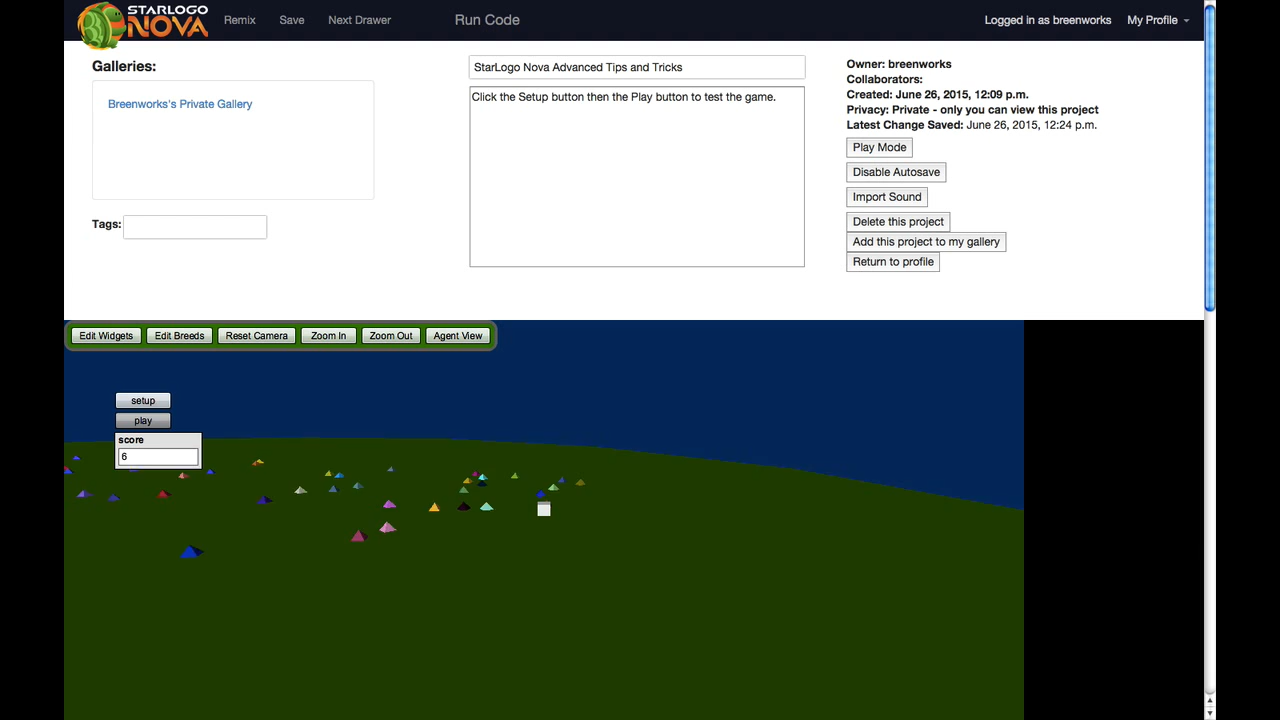 STARLOGO
NOVA
Remix
Save
Next Drawer
Run Code
Logged in as breenworks
My Profile
Galleries:
Breenworks's Private Gallery
Tags:
StarLogo Nova Advanced Tips and Tricks
Click the Setup button then the Play button to test the game.
Owner: breenworks
Collaborators:
Created: June 26, 2015, 12:09 p.m.
Privacy: Private - only you can view this project
Latest Change Saved: June 26, 2015, 12:24 p.m.
Play Mode
Disable Autosave
Import Sound
Delete this project
Add this project to my gallery
Return to profile
Edit Widgets
Edit Breeds
Reset Camera
Zoom In
Zoom Out
Agent View
setup
play
score
6